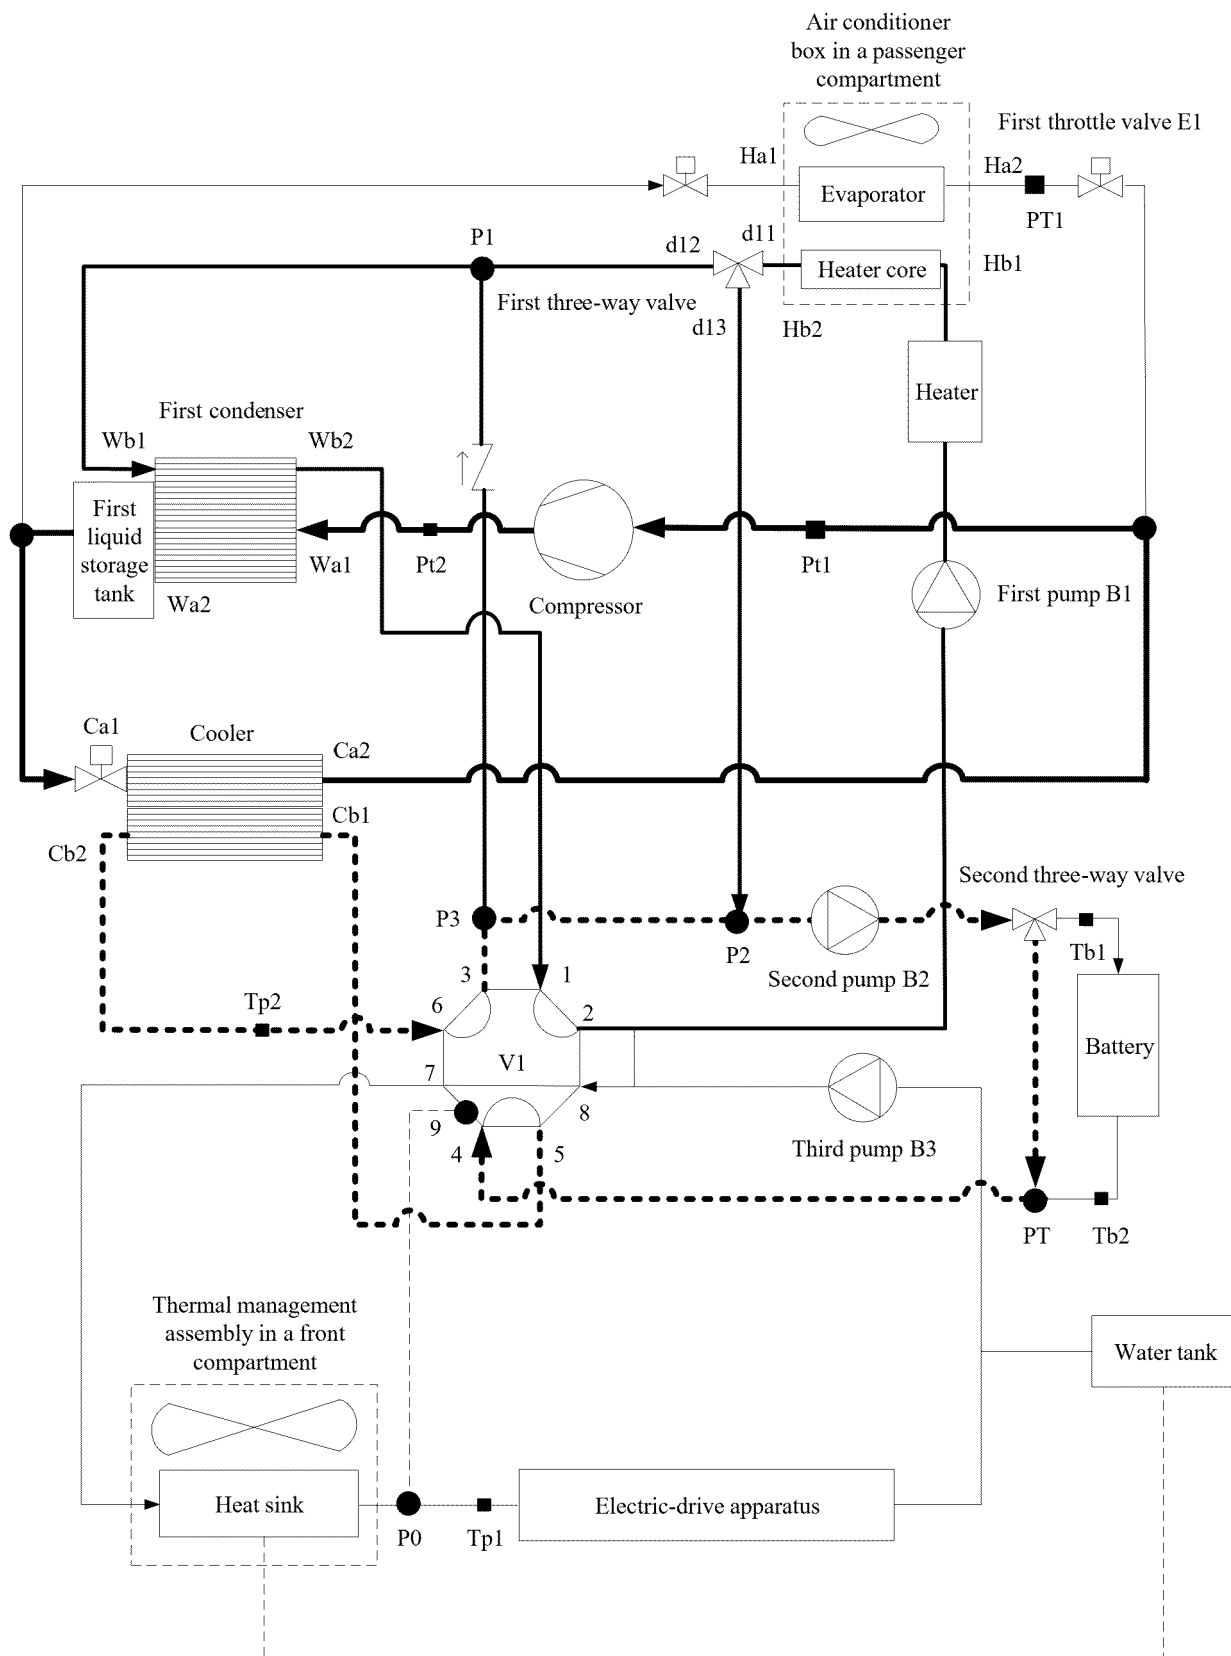 Air conditioner
box in a passenger
compartment
First throttle valve E1
Ha1
Ha2
Evaporator
PT1
P1
d12
d11
Heater core
Hb1
First three-way valve
d13
Hb2
Heater
First condenser
Wb1
Wb2
First
liquid
storage
tank
Wa1
Pt2
Pt1
Wa2
Compressor
First pump B1
Ca1
Cooler
Ca2
Cb1
Cb2
Second three-way valve
P3
P2
Tb1
Second pump B2
3
1
Tp2
6
2
V1
Battery
7
8
9
4
5
Third pump B3
PT
Tb2
Thermal management
assembly in a front
compartment
Water tank
Heat sink
Electric-drive apparatus
P0
Tp1